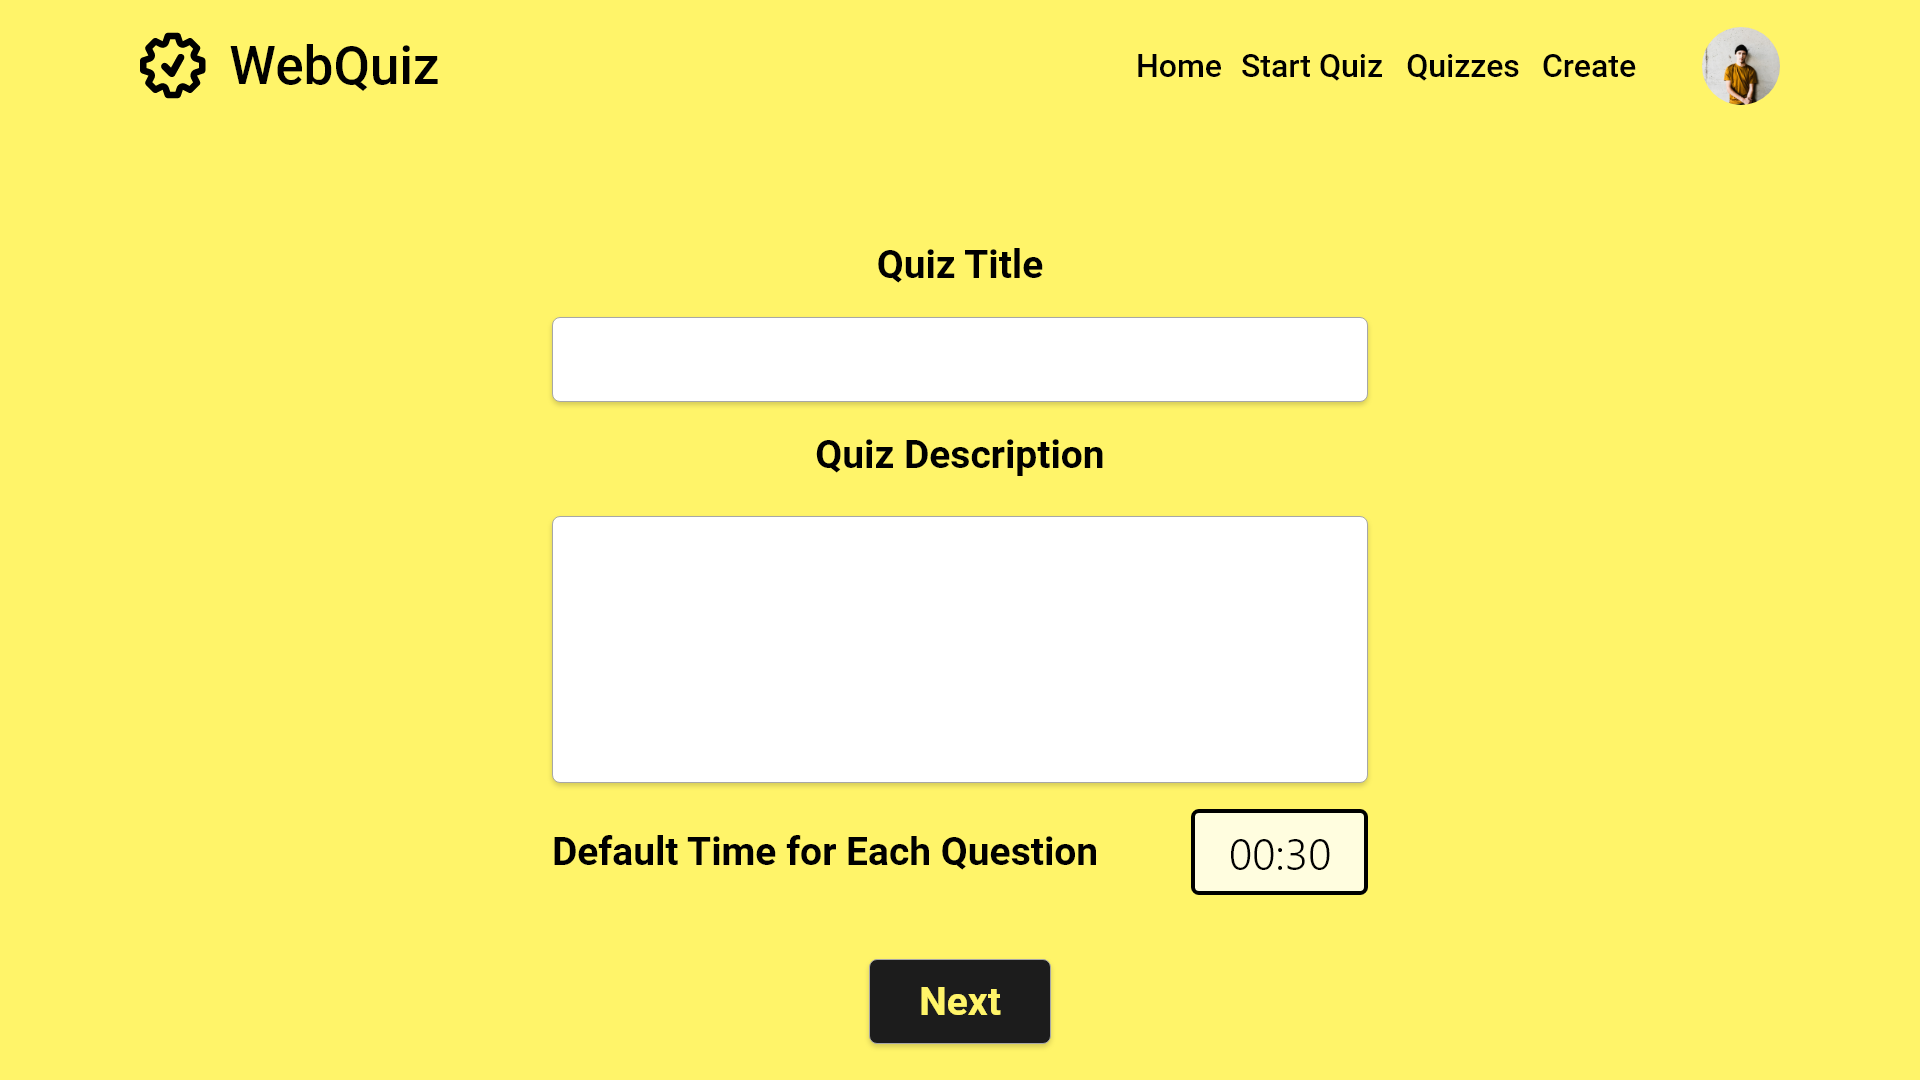 WebQuiz
Home Start Quiz Quizzes Create
Quiz Title
Quiz Description
Default Time for Each Question
00:30
Next